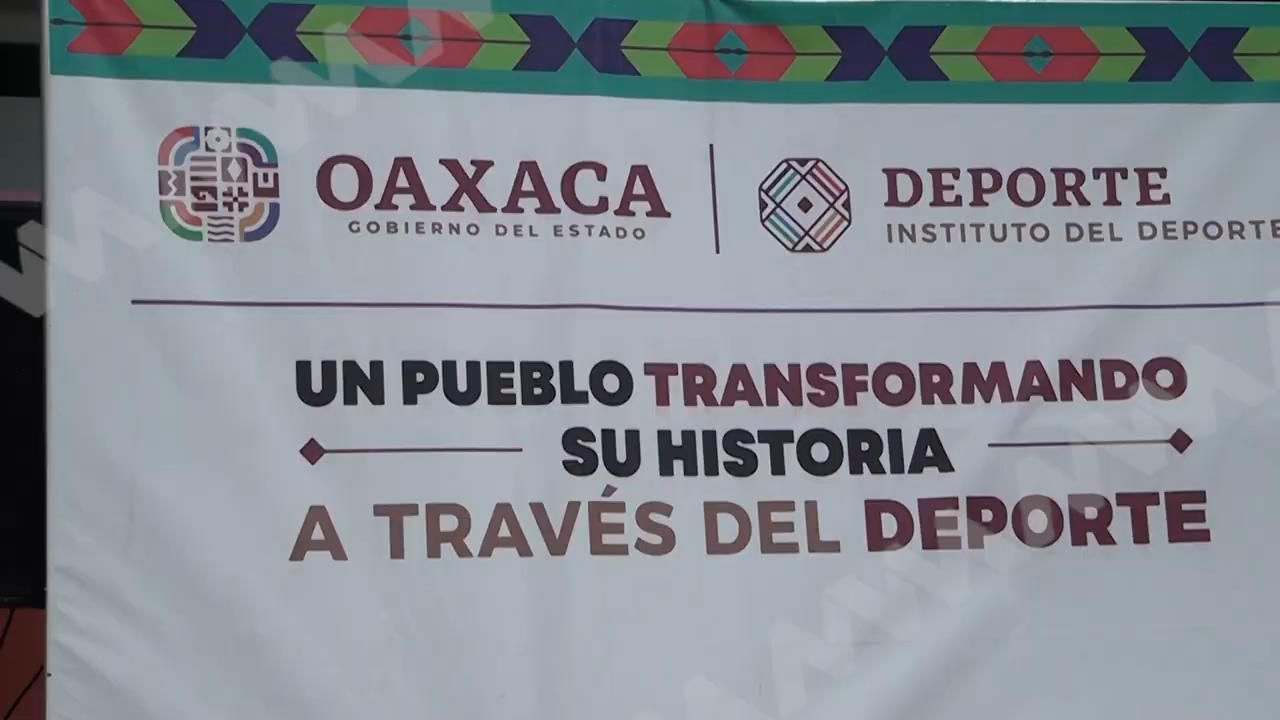 OAXACA
GOBIERNO DEL ESTADO
DEPORTE
INSTITUTO DEL DEPORTE
UN PUEBLO TRANSFORMANDO
SU HISTORIA
A TRAVÉS DEL DEPORTE